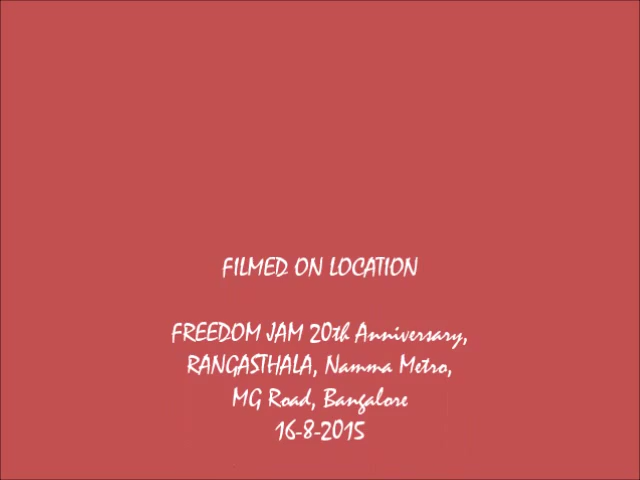 FILMED ON LOCATION
FREEDOM JAM 20th Anniversary,
RANGASTHALA, Namma Metro,
MG Road, Bangalore
16-8-2015